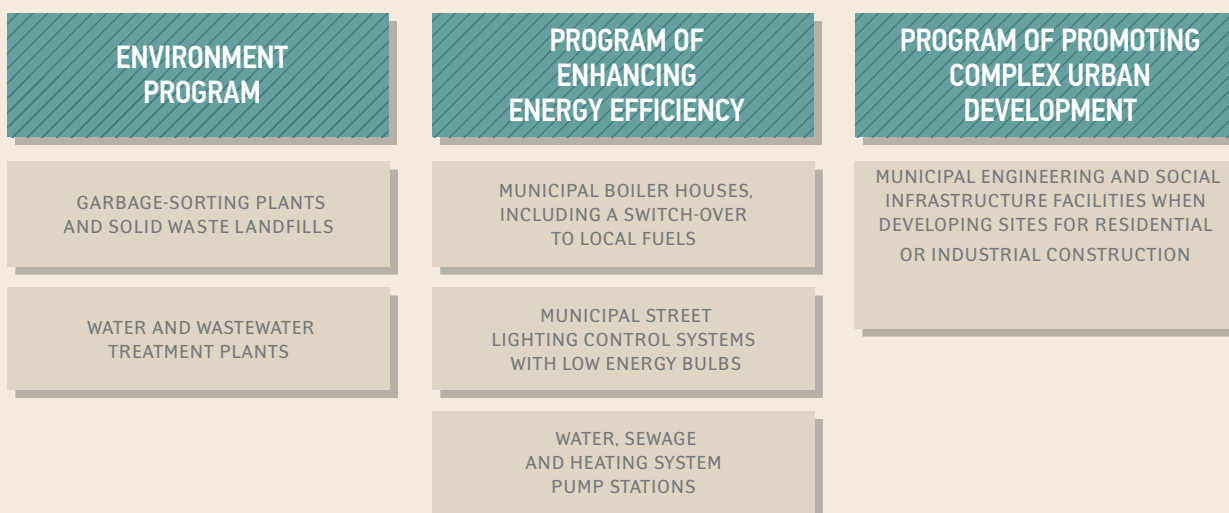 ENVIRONMENT
PROGRAM
GARBAGE-SORTING PLANTS
AND SOLID WASTE LANDFILLS
WATER AND WASTEWATER
TREATMENT PLANTS
PROGRAM OF
ENHANCING
ENERGY EFFICIENCY
MUNICIPAL BOILER HOUSES,
INCLUDING A SWITCH-OVER
TO LOCAL FUELS
MUNICIPAL STREET
LIGHTING CONTROL SYSTEMS
WITH LOW ENERGY BULBS
WATER, SEWAGE
AND HEATING SYSTEM
PUMP STATIONS
PROGRAM OF PROMOTING
COMPLEX URBAN
DEVELOPMENT
MUNICIPAL ENGINEERING AND SOCIAL
INFRASTRUCTURE FACILITIES WHEN
DEVELOPING SITES FOR RESIDENTIAL
OR INDUSTRIAL CONSTRUCTION